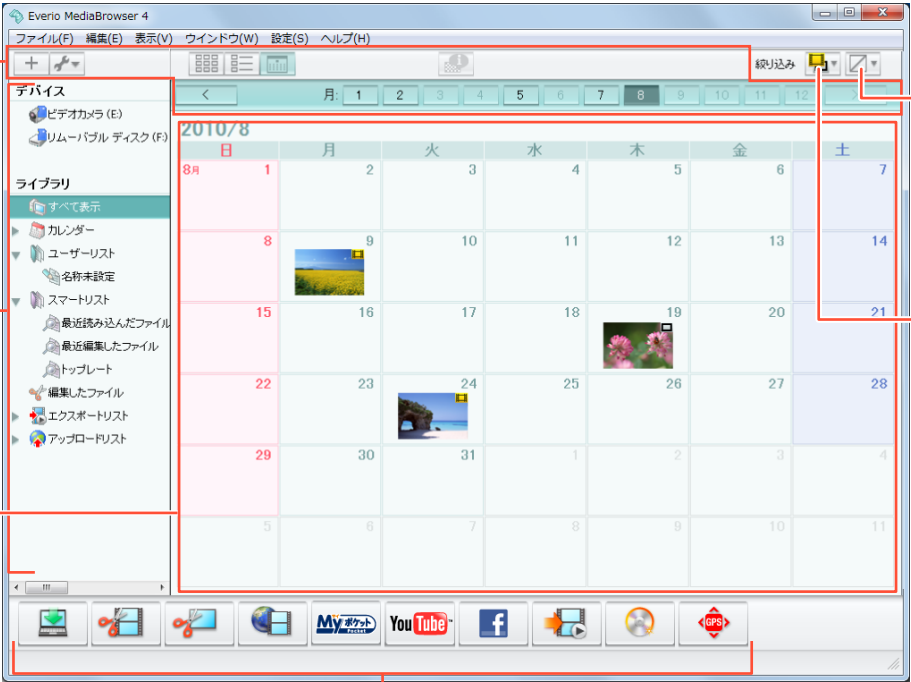 Everio MediaBrowser 4
ファイル(F) 編集(E) 表示(V) ウインドウ(W) 設定(S) ヘルプ(H)
絞り込み
デバイス
ビデオカメラ (E:)
リムーバブル ディスク (F:)
ライブラリ
すべて表示
カレンダー
ユーザーリスト
名称未設定
スマートリスト
最近読み込んだファイル
最近編集したファイル
トップレート
編集したファイル
エクスポートリスト
アップロードリスト
< 月: 1 2 3 4 5 6 7 8 9 10 11 12 >
2010/8
日 月 火 水 木 金 土
8月 1 2 3 4 5 6 7
8 9 10 11 12 13 14
15 16 17 18 19 20 21
22 23 24 25 26 27 28
29 30 31 1 2 3 4
5 6 7 8 9 10 11
Myポケット Pocket YouTube f GPS